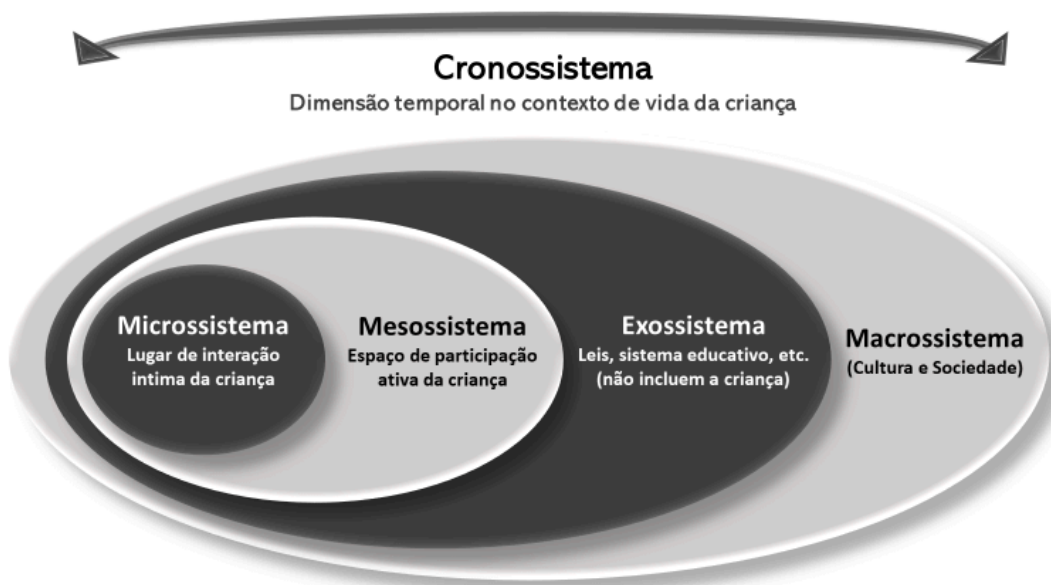 Cronossistema
Dimensão temporal no contexto de vida da criança
Microssistema
Lugar de interação
intima da criança
Mesossistema
Espaço de participação
ativa da criança
Exossistema
Leis, sistema educativo, etc.
(não incluem a criança)
Macrossistema
(Cultura e Sociedade)